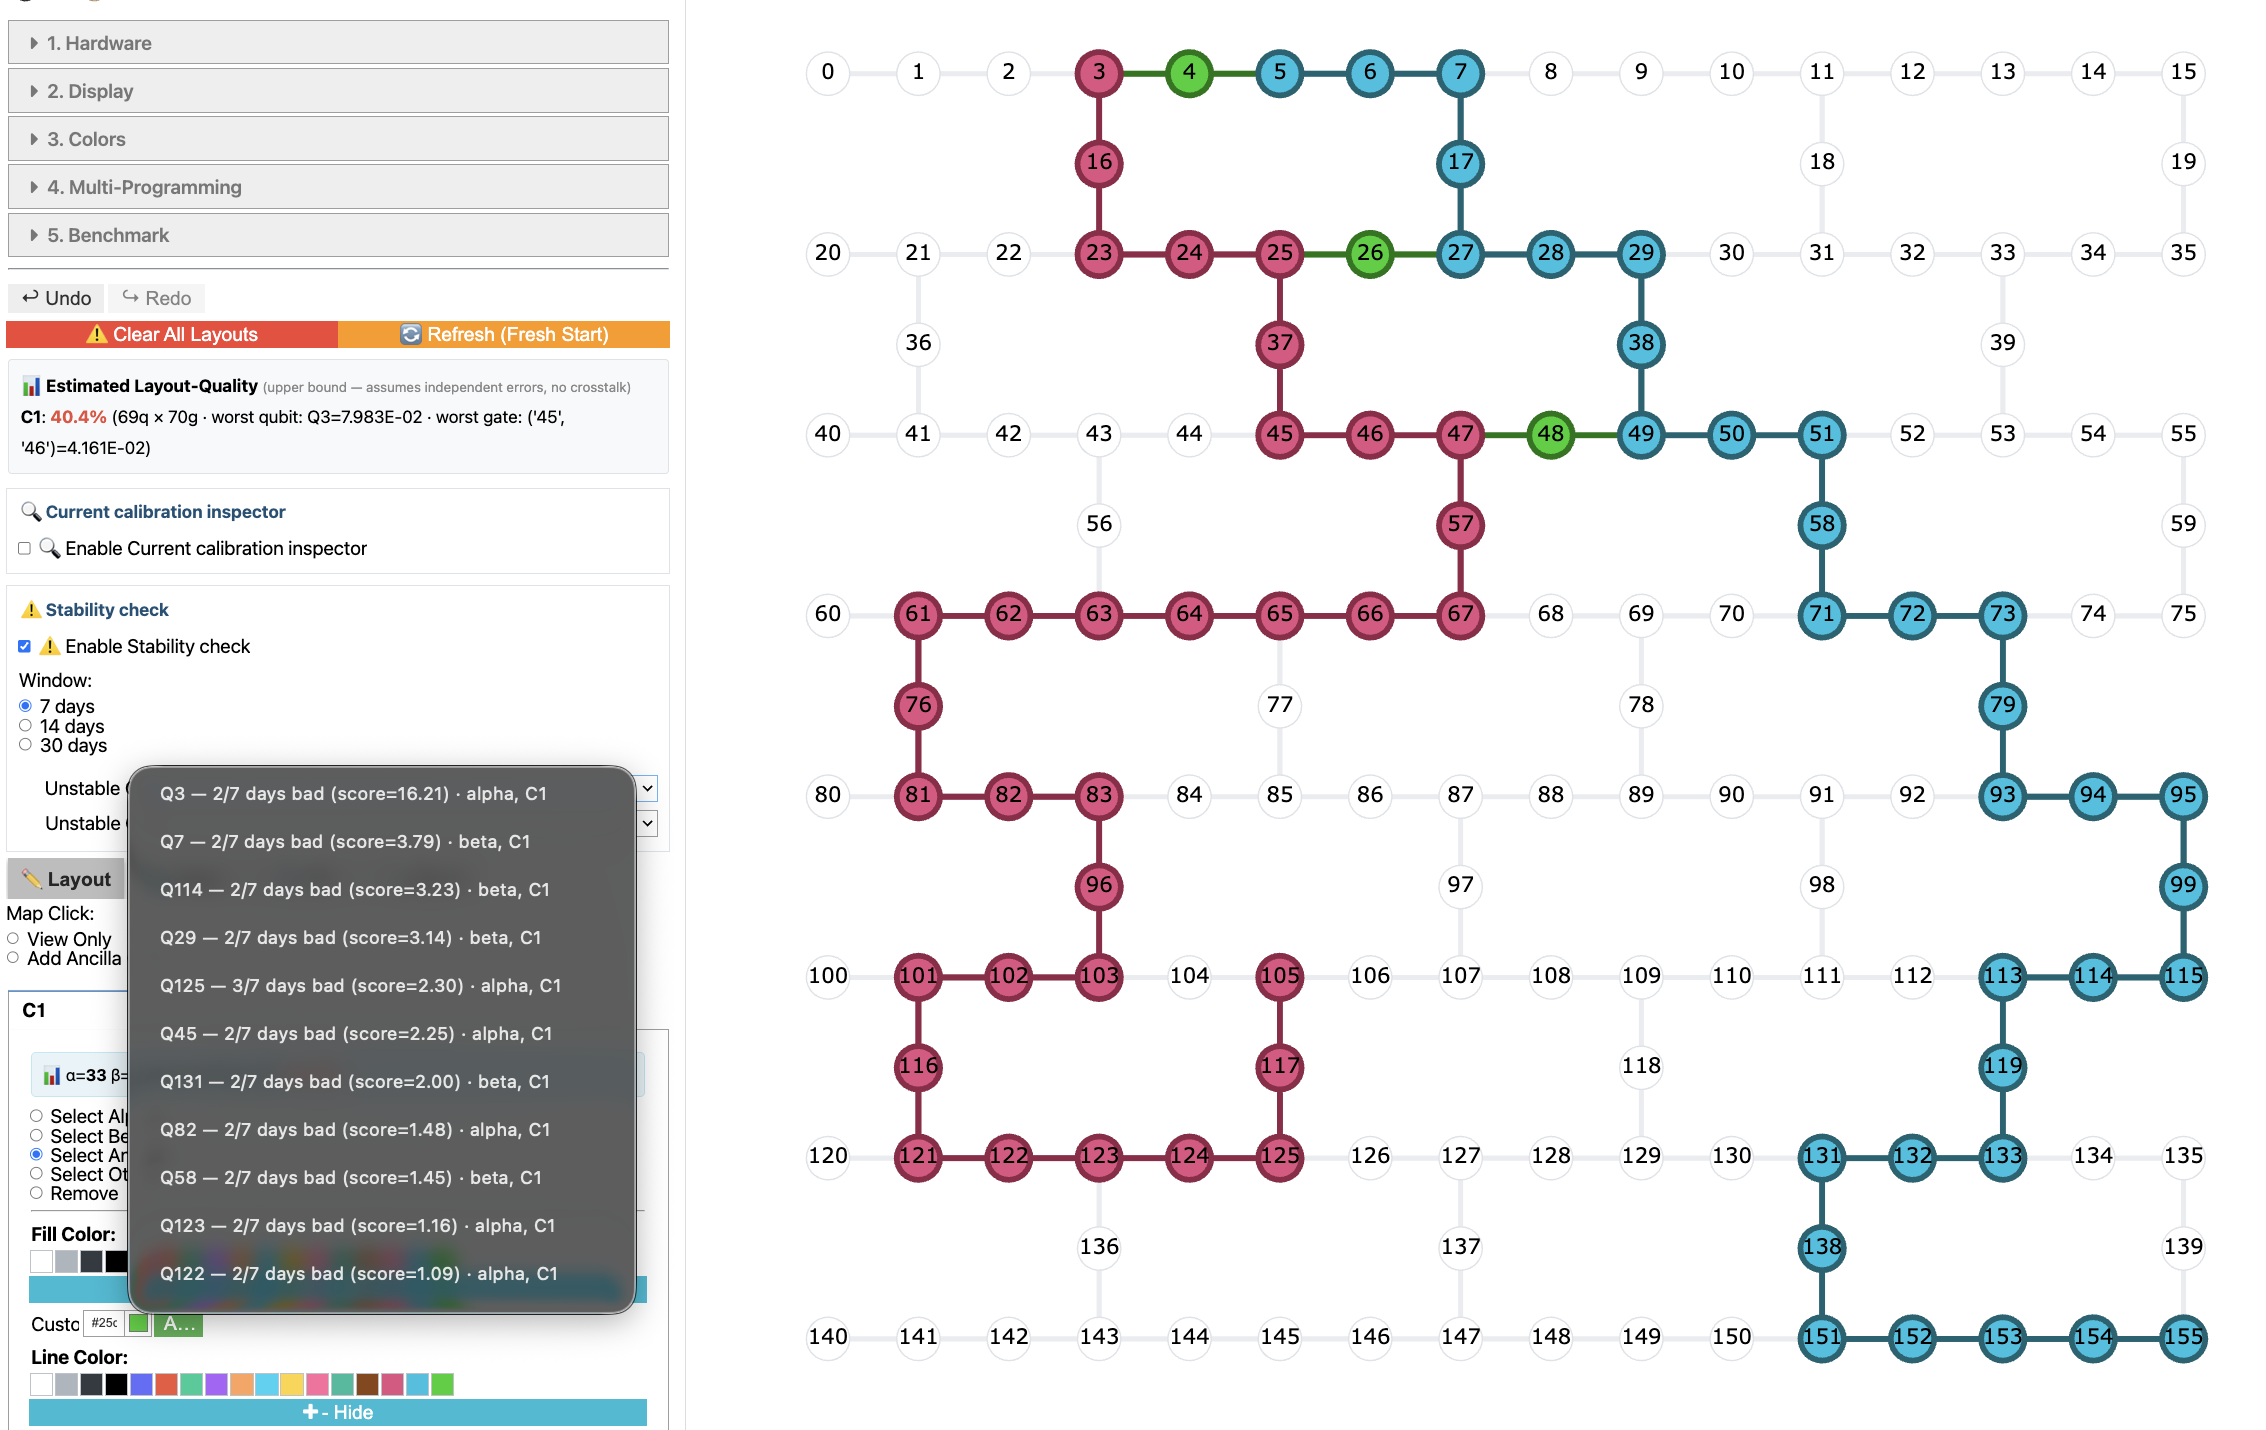 1. Hardware
2. Display
3. Colors
4. Multi-Programming
5. Benchmark
Undo Redo
Clear All Layouts Refresh (Fresh Start)
Estimated Layout-Quality (upper bound — assumes independent errors, no crosstalk)
C1: 40.4% (69q × 70g · worst qubit: Q3=7.983E-02 · worst gate: ('45',
'46')=4.161E-02)
Current calibration inspector
Enable Current calibration inspector
Stability check
Enable Stability check
Window:
7 days
14 days
30 days
Unstable
Unstable
Q3 — 2/7 days bad (score=16.21) · alpha, C1
Q7 — 2/7 days bad (score=3.79) · beta, C1
Q114 — 2/7 days bad (score=3.23) · beta, C1
Q29 — 2/7 days bad (score=3.14) · beta, C1
Q125 — 3/7 days bad (score=2.30) · alpha, C1
Q45 — 2/7 days bad (score=2.25) · alpha, C1
Q131 — 2/7 days bad (score=2.00) · beta, C1
Q82 — 2/7 days bad (score=1.48) · alpha, C1
Q58 — 2/7 days bad (score=1.45) · beta, C1
Q123 — 2/7 days bad (score=1.16) · alpha, C1
Q122 — 2/7 days bad (score=1.09) · alpha, C1
Layout
Map Click:
View Only
Add Ancilla
C1
α=33 β=
Select Al
Select Be
Select An
Select Ot
Remove
Fill Color:
Custo #25c A...
Line Color:
+ - Hide
0 1 2 3 4 5 6 7 8 9 10 11 12 13 14 15
16 17 18 19
20 21 22 23 24 25 26 27 28 29 30 31 32 33 34 35
36 37 38 39
40 41 42 43 44 45 46 47 48 49 50 51 52 53 54 55
56 57 58 59
60 61 62 63 64 65 66 67 68 69 70 71 72 73 74 75
76 77 78 79
80 81 82 83 84 85 86 87 88 89 90 91 92 93 94 95
96 97 98 99
100 101 102 103 104 105 106 107 108 109 110 111 112 113 114 115
116 117 118 119
120 121 122 123 124 125 126 127 128 129 130 131 132 133 134 135
136 137 138 139
140 141 142 143 144 145 146 147 148 149 150 151 152 153 154 155